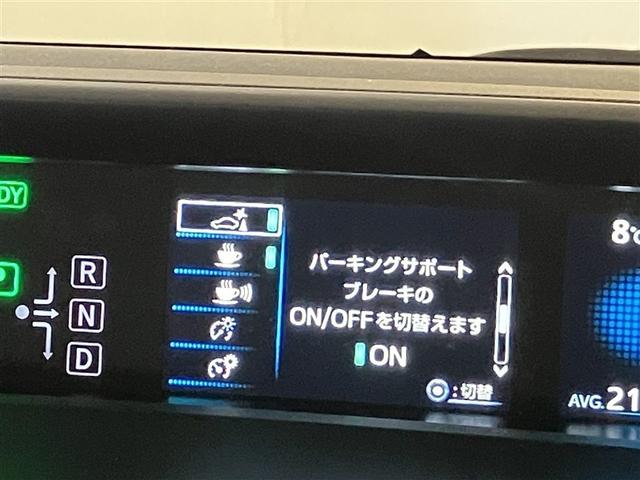 DY
R
N
D
パーキングサポート
ブレーキの
ON/OFFを切替えます
ON
:切替
8℃
AVG.21